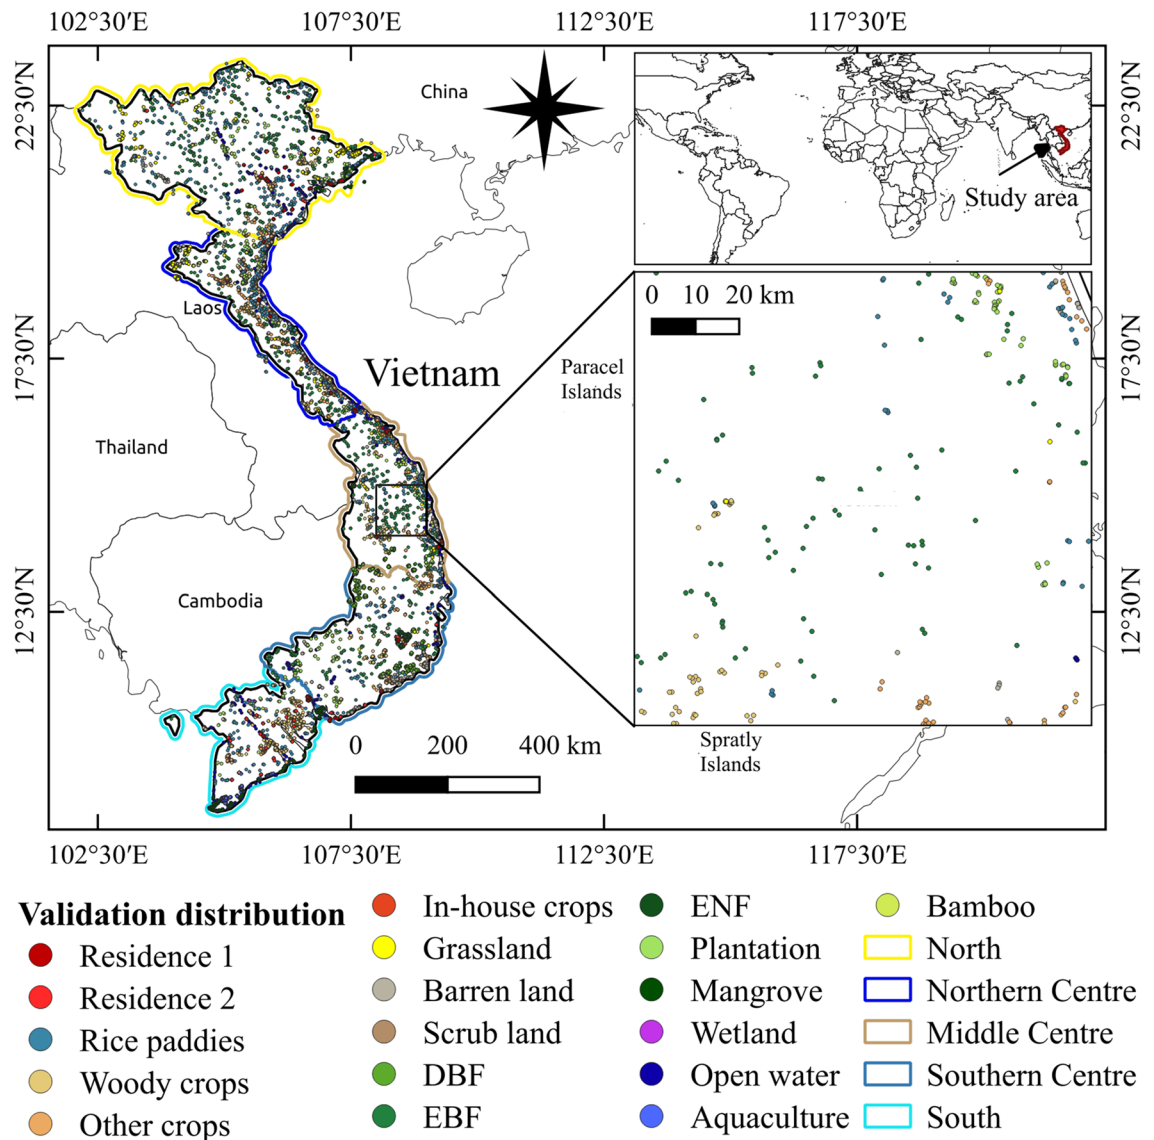 102°30′E 107°30′E 112°30′E 117°30′E
22°30′N
17°30′N
12°30′N
China
Laos
Thailand
Cambodia
Vietnam
Paracel
Islands
Spratly
Islands
Study area
0 10 20 km
0 200 400 km
22°30′N
17°30′N
12°30′N
102°30′E 107°30′E 112°30′E 117°30′E
Validation distribution
Residence 1
Residence 2
Rice paddies
Woody crops
Other crops
In-house crops
Grassland
Barren land
Scrub land
DBF
EBF
ENF
Plantation
Mangrove
Wetland
Open water
Aquaculture
Bamboo
North
Northern Centre
Middle Centre
Southern Centre
South